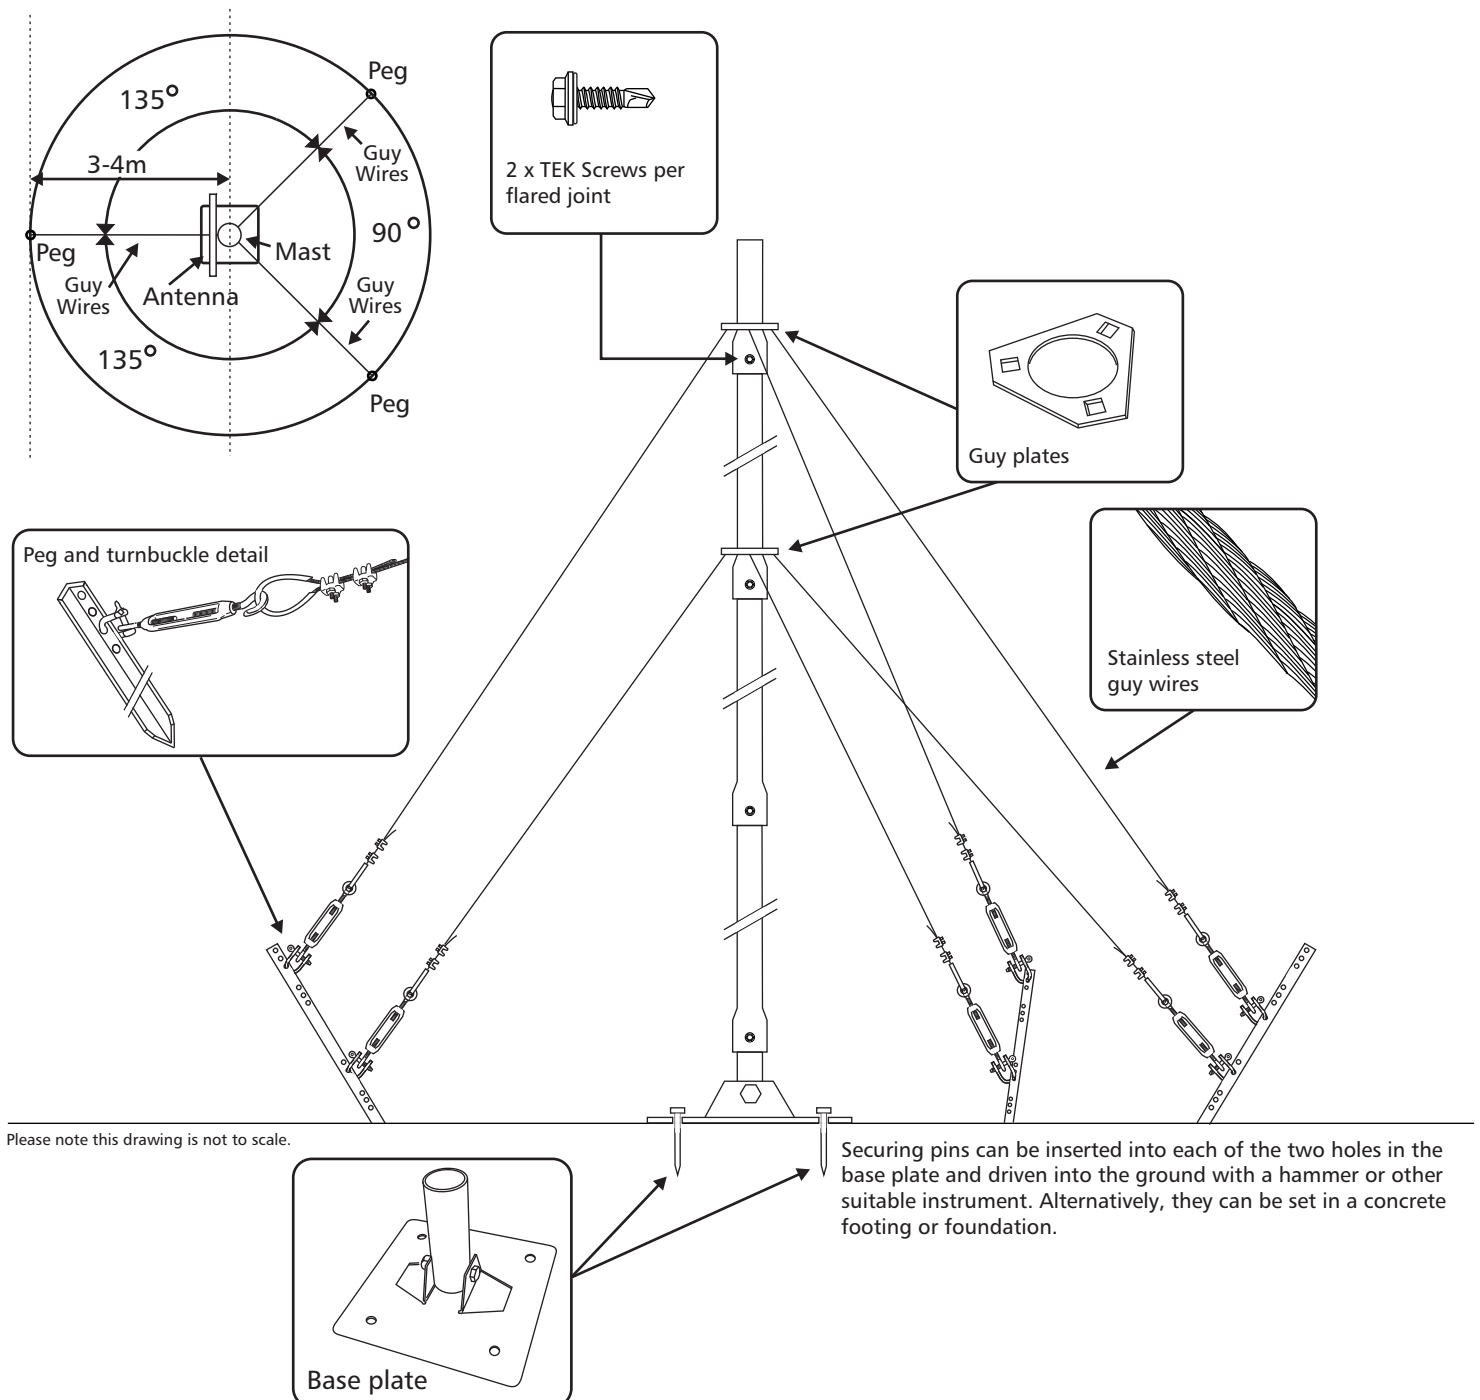 Peg
135°
Guy
Wires
3-4m
90°
Peg
Mast
Guy
Wires
Antenna
Guy
Wires
135°
Peg
2 x TEK Screws per
flared joint
Guy plates
Peg and turnbuckle detail
Stainless steel
guy wires
Please note this drawing is not to scale.
Securing pins can be inserted into each of the two holes in the
base plate and driven into the ground with a hammer or other
suitable instrument. Alternatively, they can be set in a concrete
footing or foundation.
Base plate